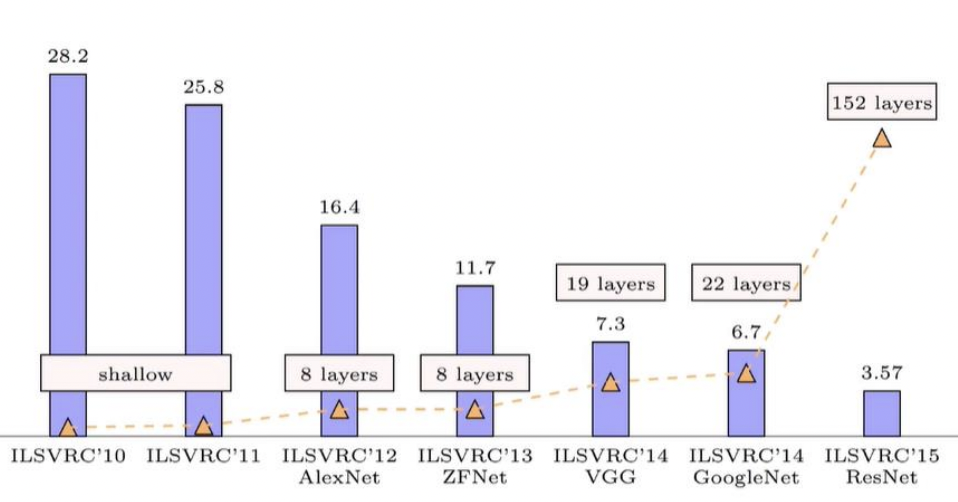 28.2
25.8
16.4
11.7
7.3
6.7
3.57
shallow
8 layers
8 layers
19 layers
22 layers
152 layers
ILSVRC'10
ILSVRC'11
ILSVRC'12
AlexNet
ILSVRC'13
ZFNet
ILSVRC'14
VGG
ILSVRC'14
GoogleNet
ILSVRC'15
ResNet